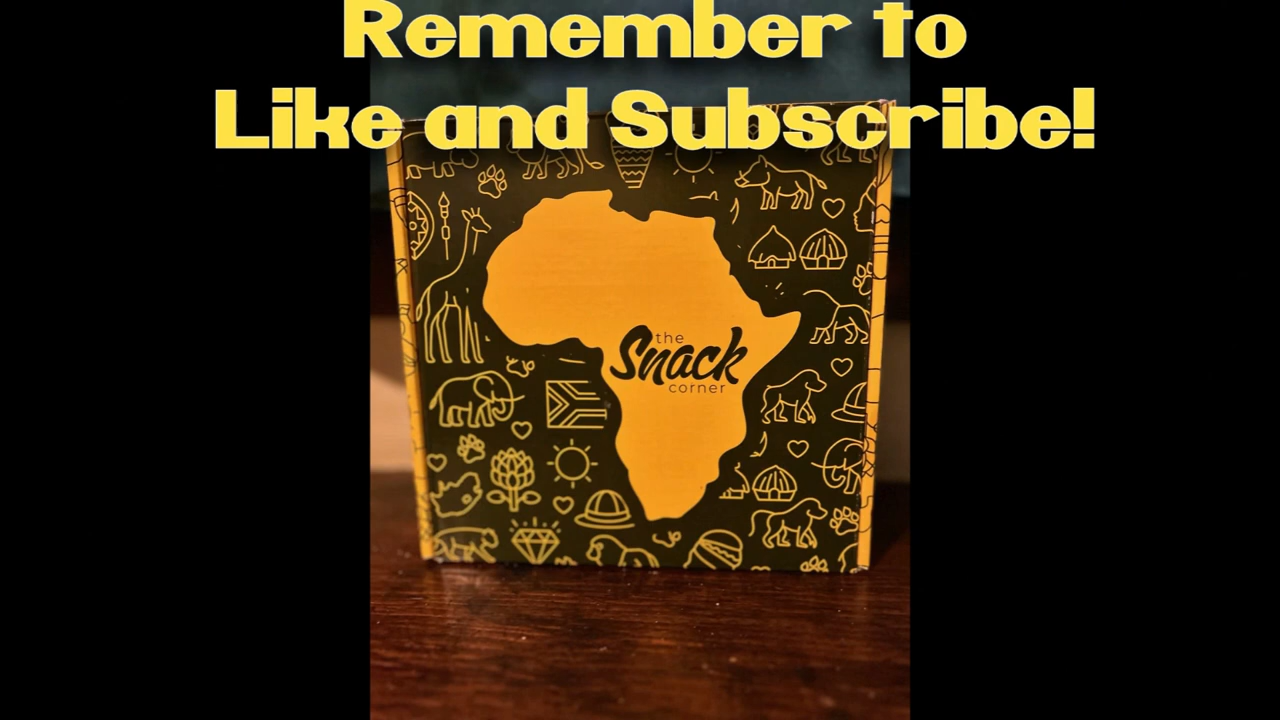 Remember to
Like and Subscribe!
the
Snack
corner